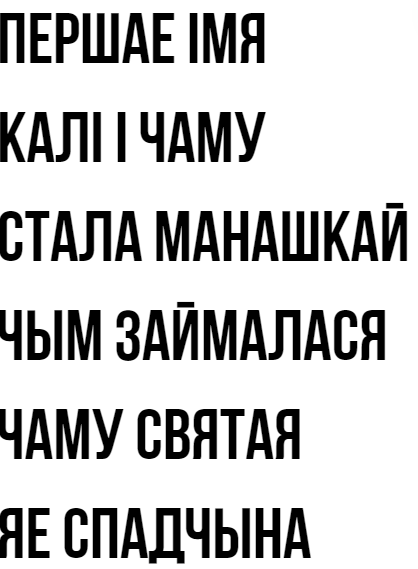 ПЕРШАЕ ІМЯ
КАЛІ І ЧАМУ
СТАЛА МАНАШКАЙ
ЧЫМ ЗАЙМАЛАСЯ
ЧАМУ СВЯТАЯ
ЯЕ СПАДЧЫНА